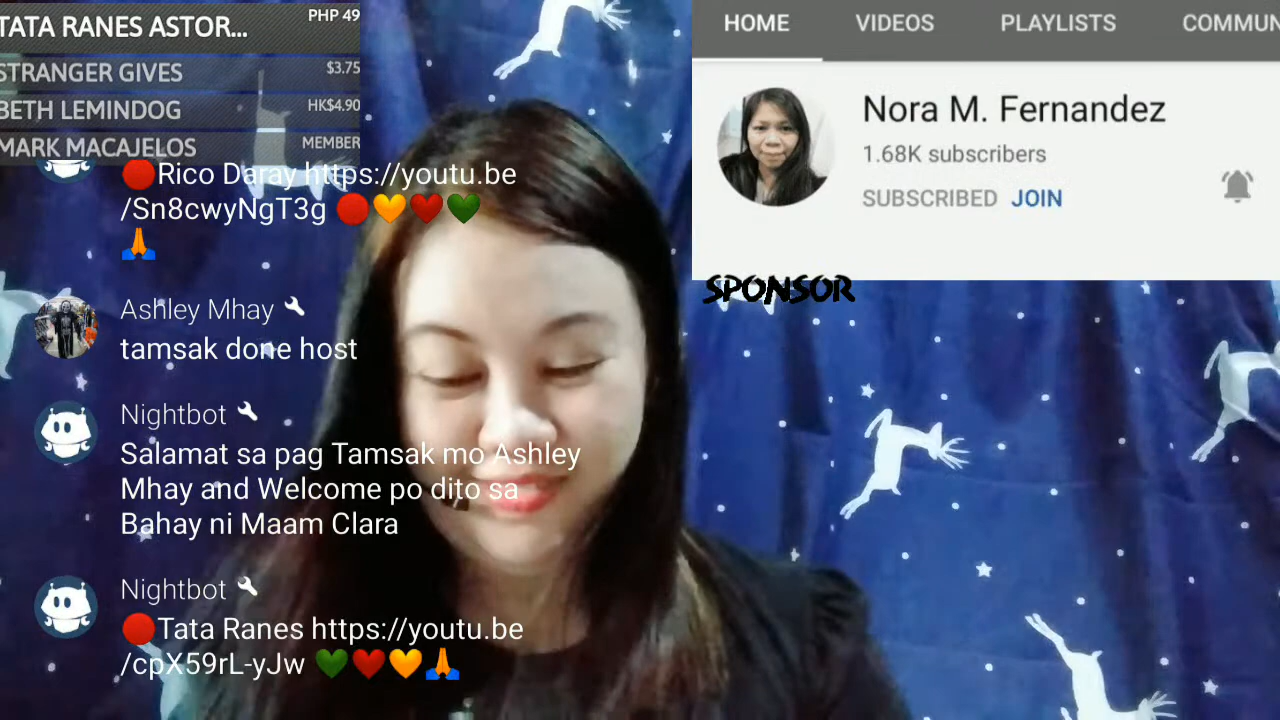 TATA RANES ASTOR... PHP 49
STRANGER GIVES $3.75
BETH LEMINDOG HK$4.90
MARK MACAJELOS MEMBER
🔴Rico Daray https://youtu.be
/Sn8cwyNgT3g 🔴🧡❤️💚
🙏
Ashley Mhay
tamsak done host
Nightbot
Salamat sa pag Tamsak mo Ashley
Mhay and Welcome po dito sa
Bahay ni Maam Clara
Nightbot
🔴Tata Ranes https://youtu.be
/cpX59rL-yJw 💚❤️🧡🙏
HOME VIDEOS PLAYLISTS COMMUN
Nora M. Fernandez
1.68K subscribers
SUBSCRIBED JOIN
SPONSOR